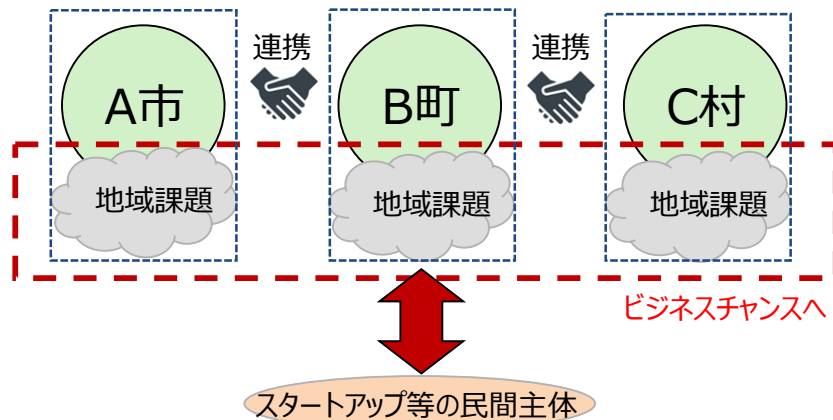 連携
連携
A市
B町
C村
地域課題
地域課題
地域課題
ビジネスチャンスへ
スタートアップ等の民間主体